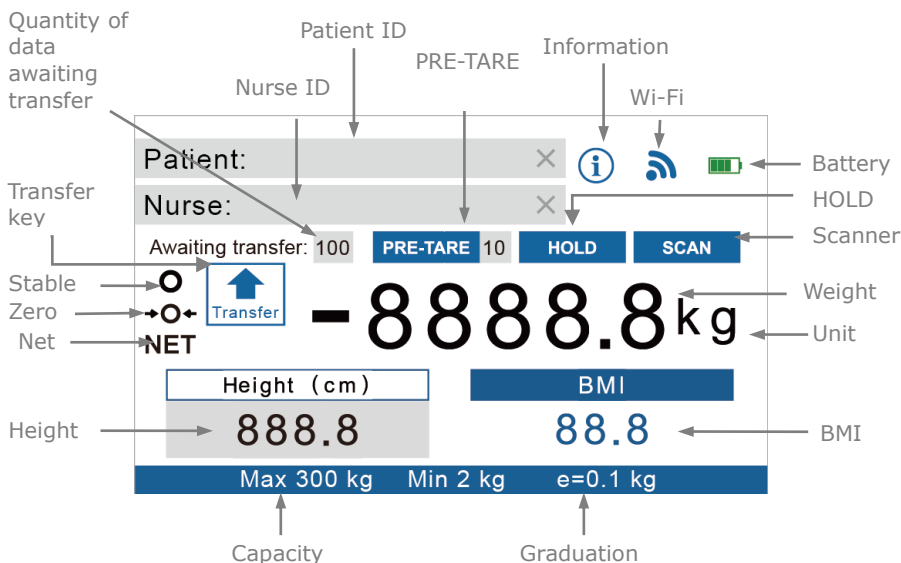 Quantity of
data
awaiting
transfer
Patient ID
Nurse ID
PRE-TARE
Information
Wi-Fi
Patient: ×
Battery
Transfer
key
Nurse: ×
HOLD
Awaiting transfer: 100 PRE-TARE 10 HOLD SCAN
Scanner
Stable
Zero
Net
Transfer
NET
-8888.8kg
Weight
Unit
Height (cm) BMI
Height
888.8 88.8
BMI
Max 300 kg Min 2 kg e=0.1 kg
Capacity Graduation